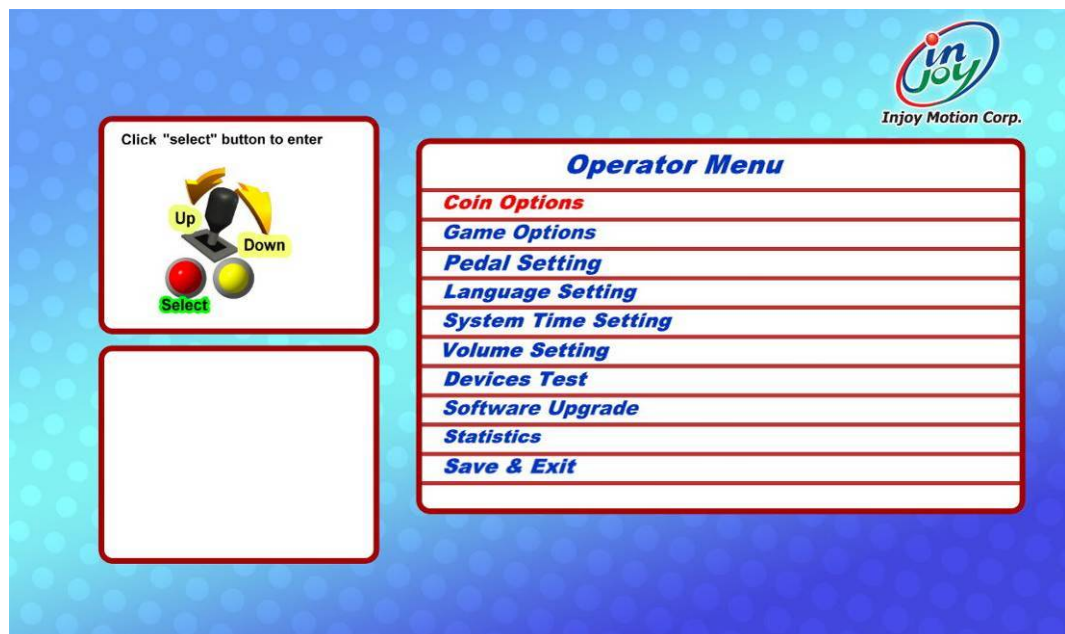 in
joy
Injoy Motion Corp.
Click "select" button to enter
Up
Down
Select
Operator Menu
Coin Options
Game Options
Pedal Setting
Language Setting
System Time Setting
Volume Setting
Devices Test
Software Upgrade
Statistics
Save & Exit